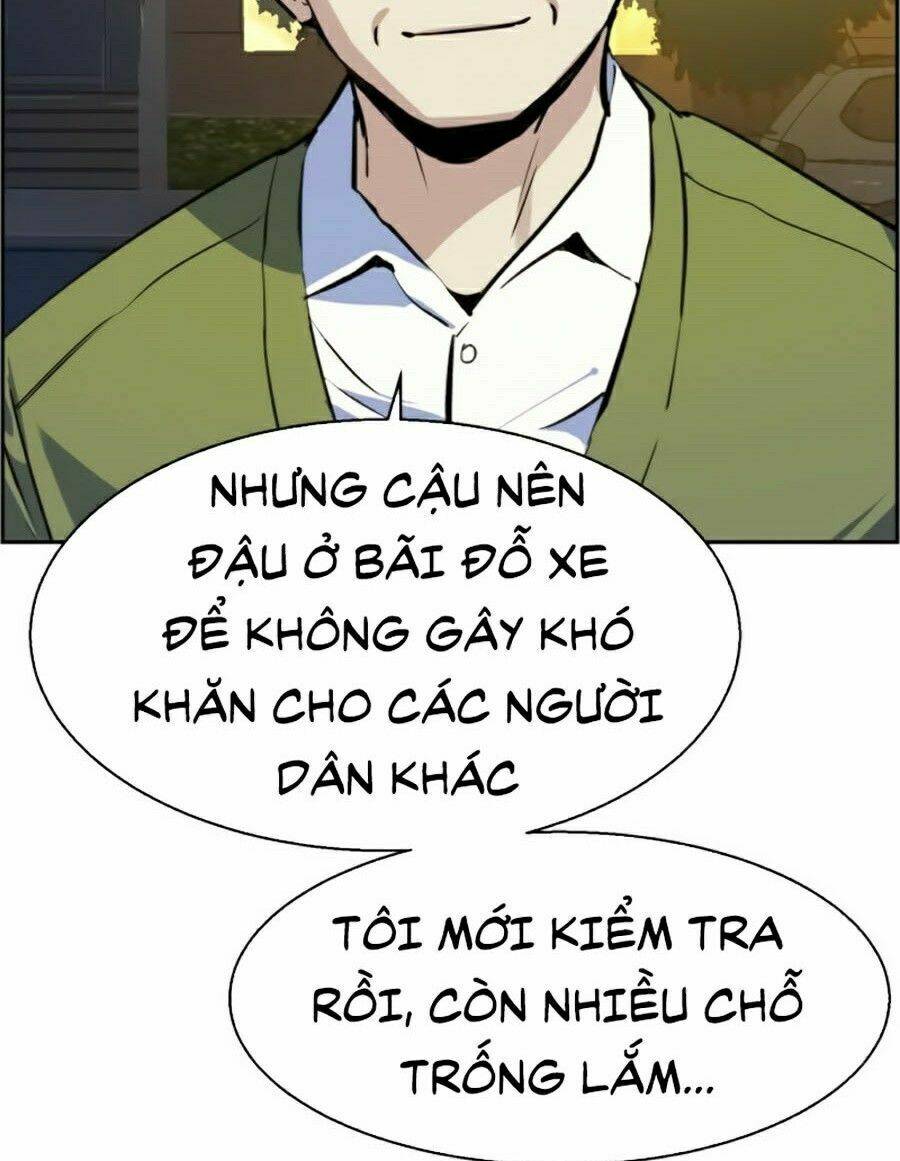 NHƯNG CẬU NÊN
ĐẬU Ở BÃI ĐỖ XE
ĐỂ KHÔNG GÂY KHÓ
KHĂN CHO CÁC NGƯỜI
DÂN KHÁC
TÔI MỚI KIỂM TRA
RỒI, CÒN NHIỀU CHỖ
TRỐNG LẮM...